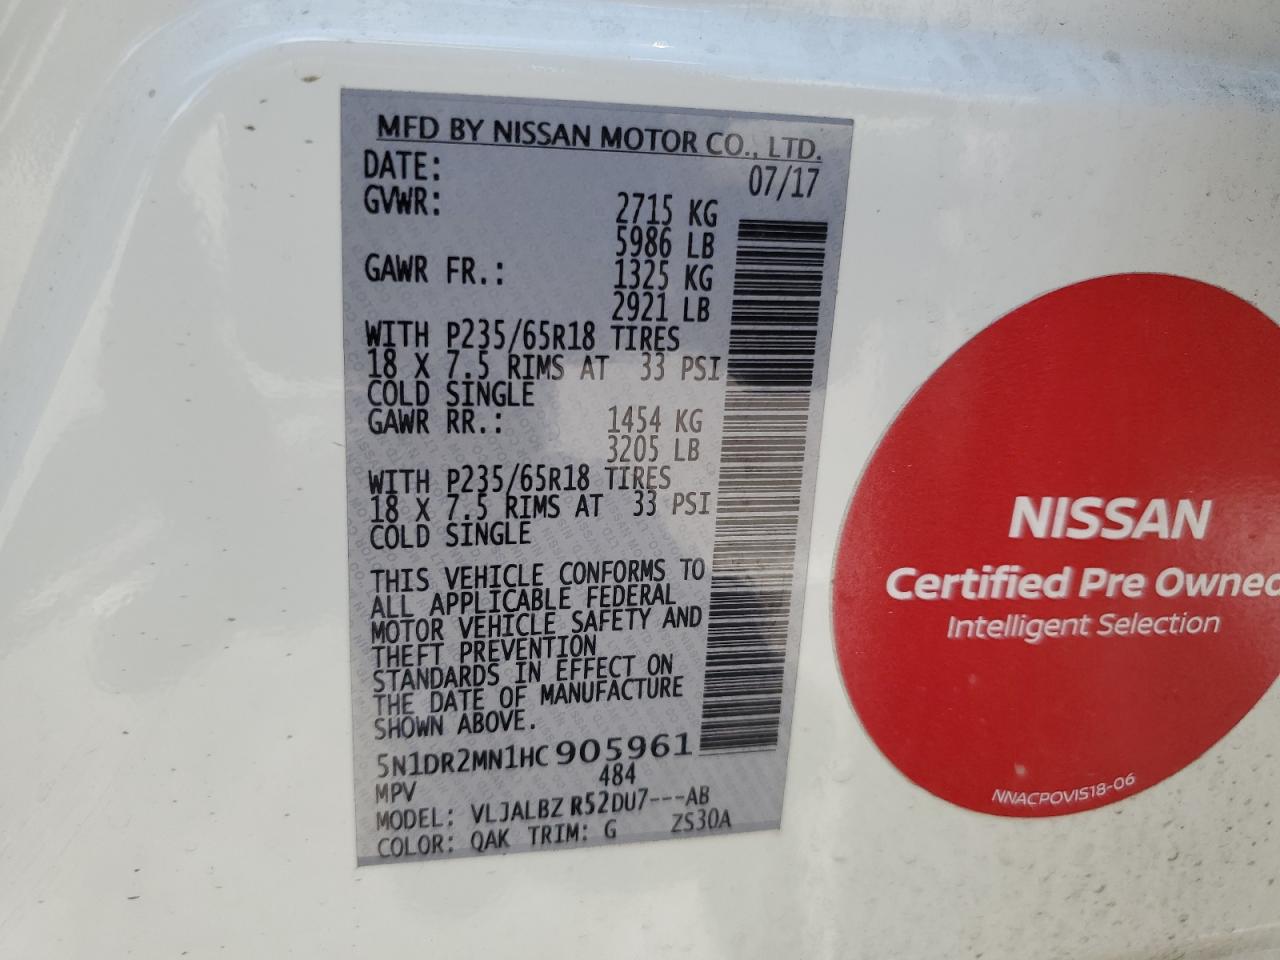 MFD BY NISSAN MOTOR CO., LTD.
DATE: 07/17
GVWR: 2715 KG
5986 LB
GAWR FR.: 1325 KG
2921 LB
WITH P235/65R18 TIRES
18 X 7.5 RIMS AT 33 PSI
COLD SINGLE
GAWR RR.: 1454 KG
3205 LB
WITH P235/65R18 TIRES
18 X 7.5 RIMS AT 33 PSI
COLD SINGLE
THIS VEHICLE CONFORMS TO
ALL APPLICABLE FEDERAL
MOTOR VEHICLE SAFETY AND
THEFT PREVENTION
STANDARDS IN EFFECT ON
THE DATE OF MANUFACTURE
SHOWN ABOVE.
5N1DR2MN1HC905961
484
MPV
MODEL: VLJALBZ R52DU7---AB
COLOR: QAK TRIM: G ZS30A
NISSAN
Certified Pre Owned
Intelligent Selection
NNACPOVIS18-06